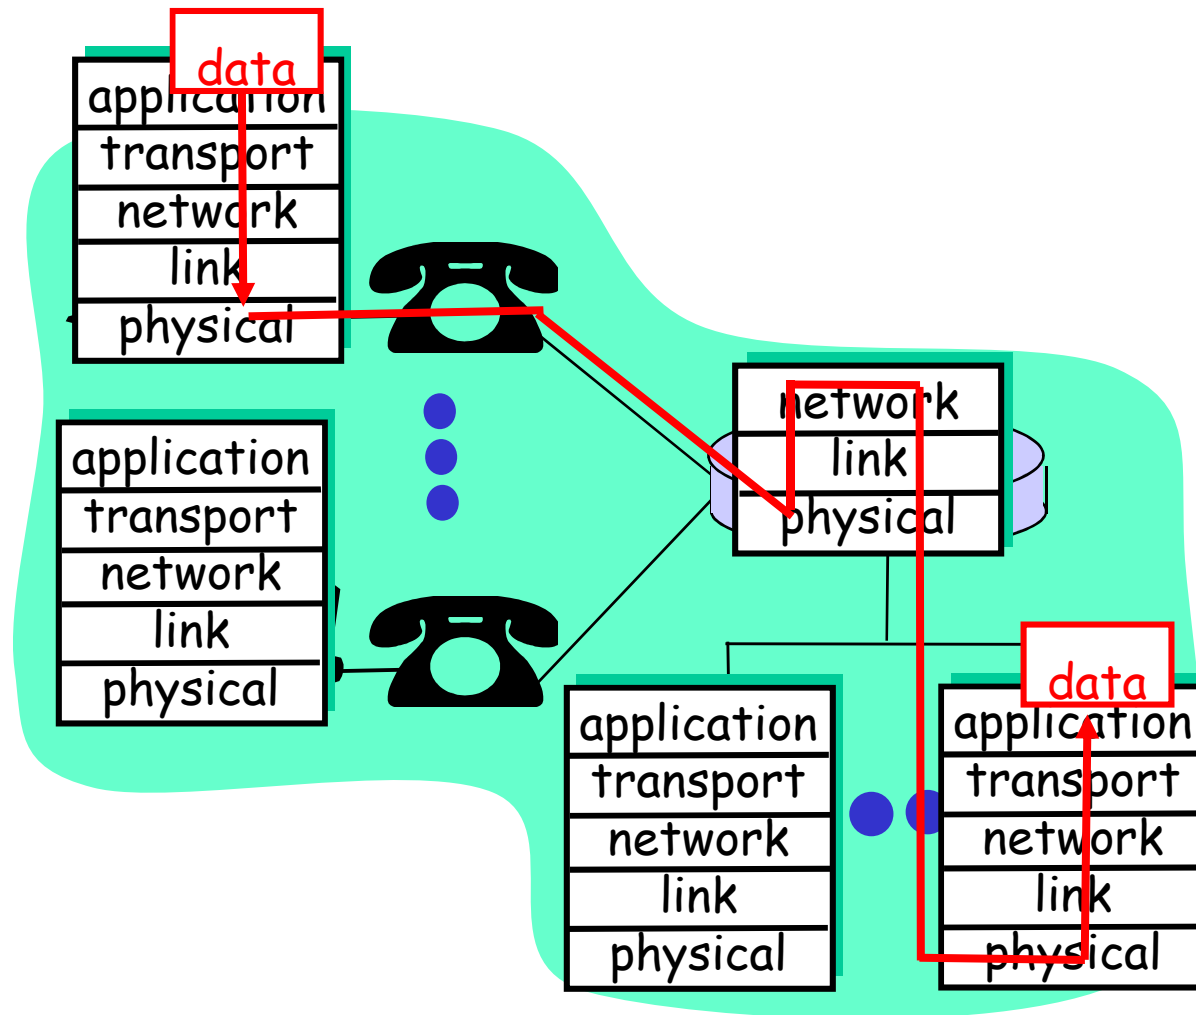 data
application
transport
network
link
physical
application
transport
network
link
physical
network
link
physical
application
transport
network
link
physical
data
application
transport
network
link
physical